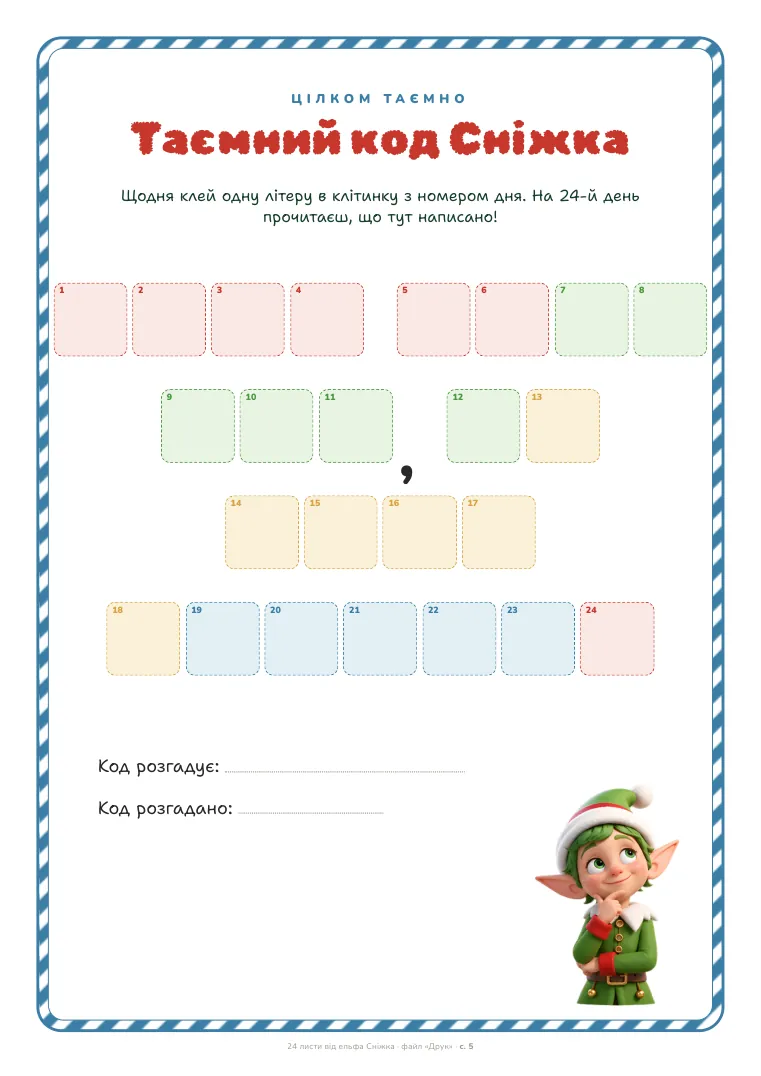 ЦІЛКОМ ТАЄМНО
Таємний код Сніжка
Щодня клей одну літеру в клітинку з номером дня. На 24-й день
прочитаєш, що тут написано!
1 2 3 4 5 6 7 8
9 10 11 , 12 13
14 15 16 17
18 19 20 21 22 23 24
Код розгадує:
Код розгадано:
24 листи від ельфа Сніжка · файл «Друк» · с. 5